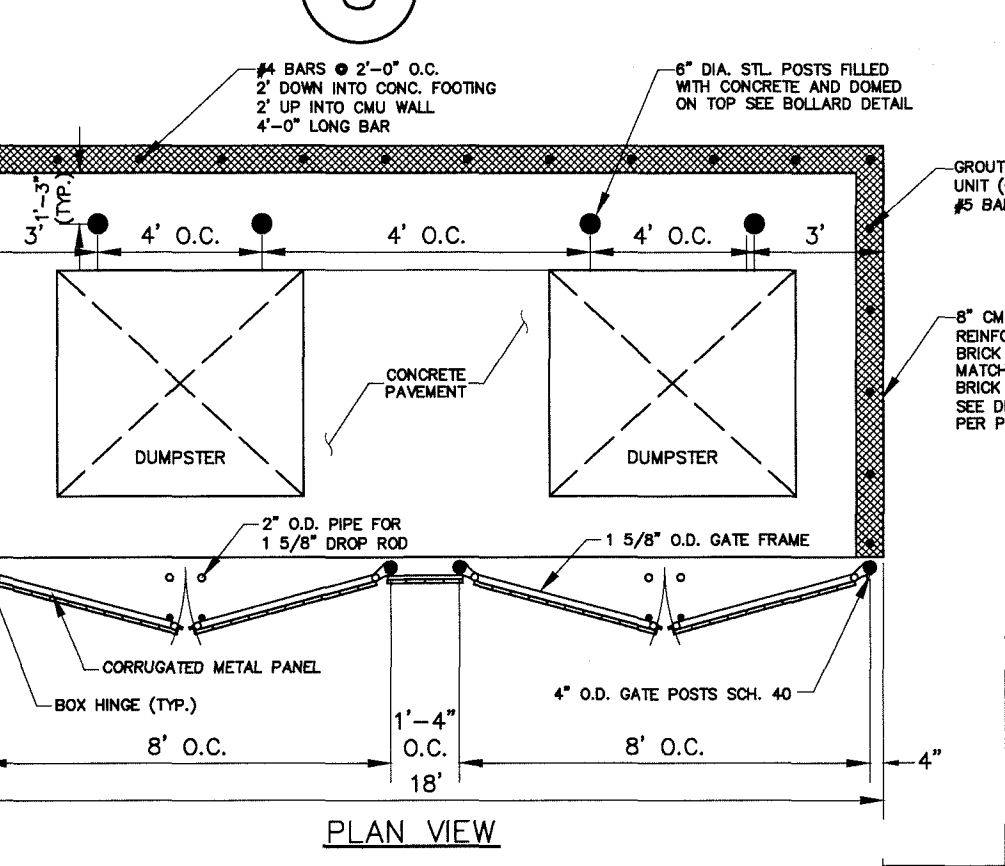 #4 BARS @ 2'-0" O.C.
2' DOWN INTO CONC. FOOTING
2' UP INTO CMU WALL
4'-0" LONG BAR
6" DIA. STL. POSTS FILLED
WITH CONCRETE AND DOMED
ON TOP SEE BOLLARD DETAIL
GROUT
UNIT (
#5 BA
1'-3"
(TYP.)
3'
4' O.C.
4' O.C.
4' O.C.
3'
8" CM
REINFO
BRICK
MATCH
BRICK
SEE D
PER P
CONCRETE
PAVEMENT
DUMPSTER
DUMPSTER
2" O.D. PIPE FOR
1 5/8" DROP ROD
1 5/8" O.D. GATE FRAME
CORRUGATED METAL PANEL
BOX HINGE (TYP.)
4" O.D. GATE POSTS SCH. 40
8' O.C.
1'-4"
O.C.
8' O.C.
4"
18'
PLAN VIEW